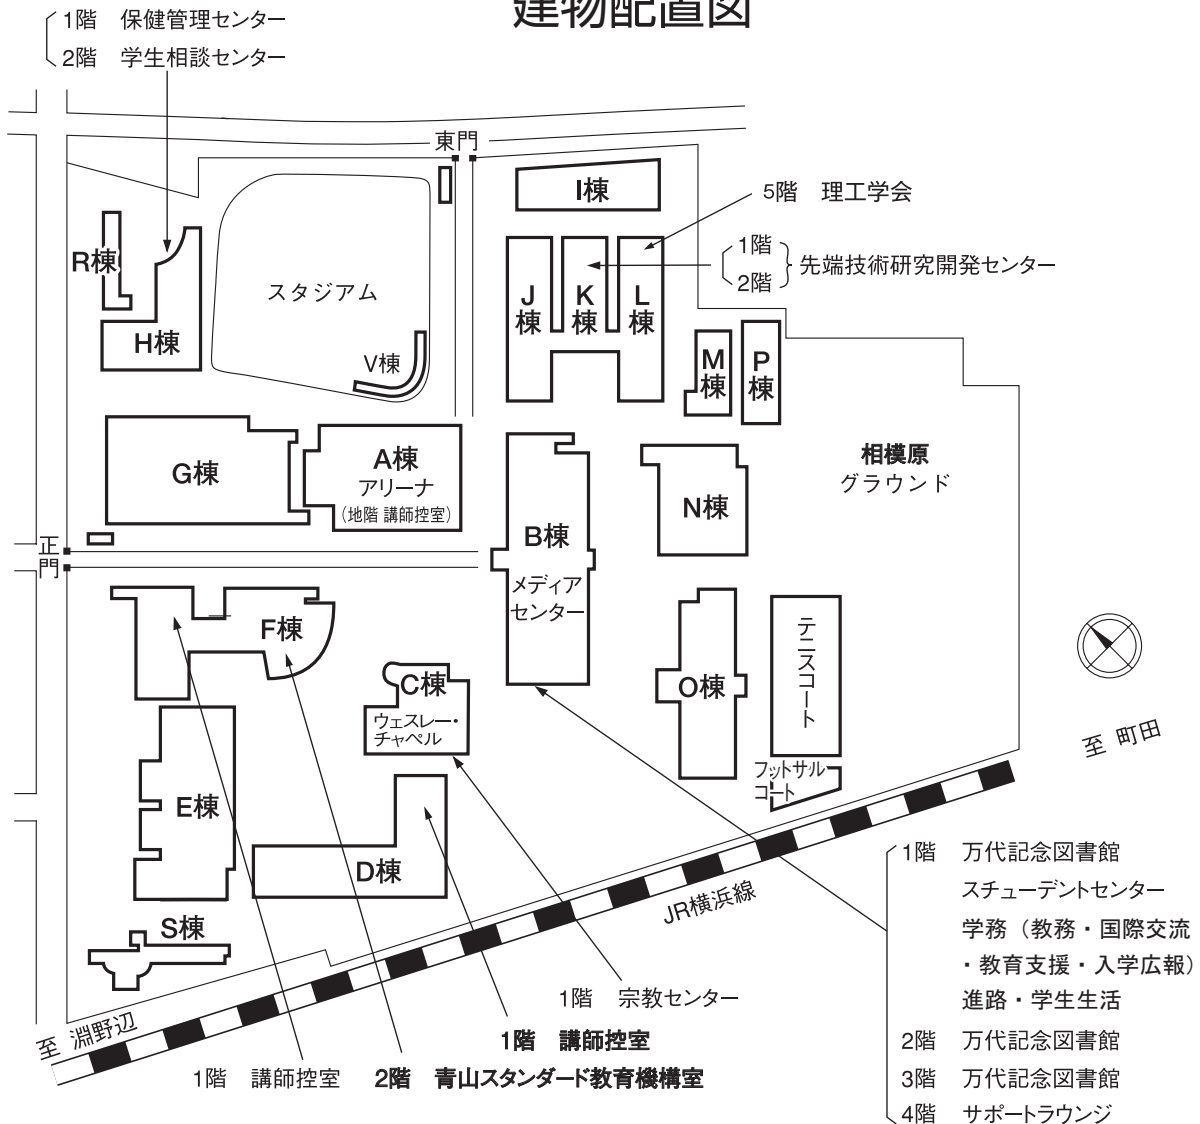 建物配置図
1階 保健管理センター
2階 学生相談センター
東門
I棟
5階 理工学会
1階
2階
先端技術研究開発センター
R棟
H棟
スタジアム
V棟
J
棟
K
棟
L
棟
M
棟
P
棟
相模原
グラウンド
G棟
A棟
アリーナ
(地階 講師控室)
B棟
メディア
センター
N棟
正
門
F棟
C棟
ウェスレー・
チャペル
O棟
テニスコート
フットサル
コート
至 町田
E棟
D棟
S棟
JR横浜線
至 淵野辺
1階 宗教センター
1階 講師控室
1階 講師控室
2階 青山スタンダード教育機構室
1階 万代記念図書館
スチューデントセンター
学務(教務・国際交流
・教育支援・入学広報)
進路・学生生活
2階 万代記念図書館
3階 万代記念図書館
4階 サポートラウンジ